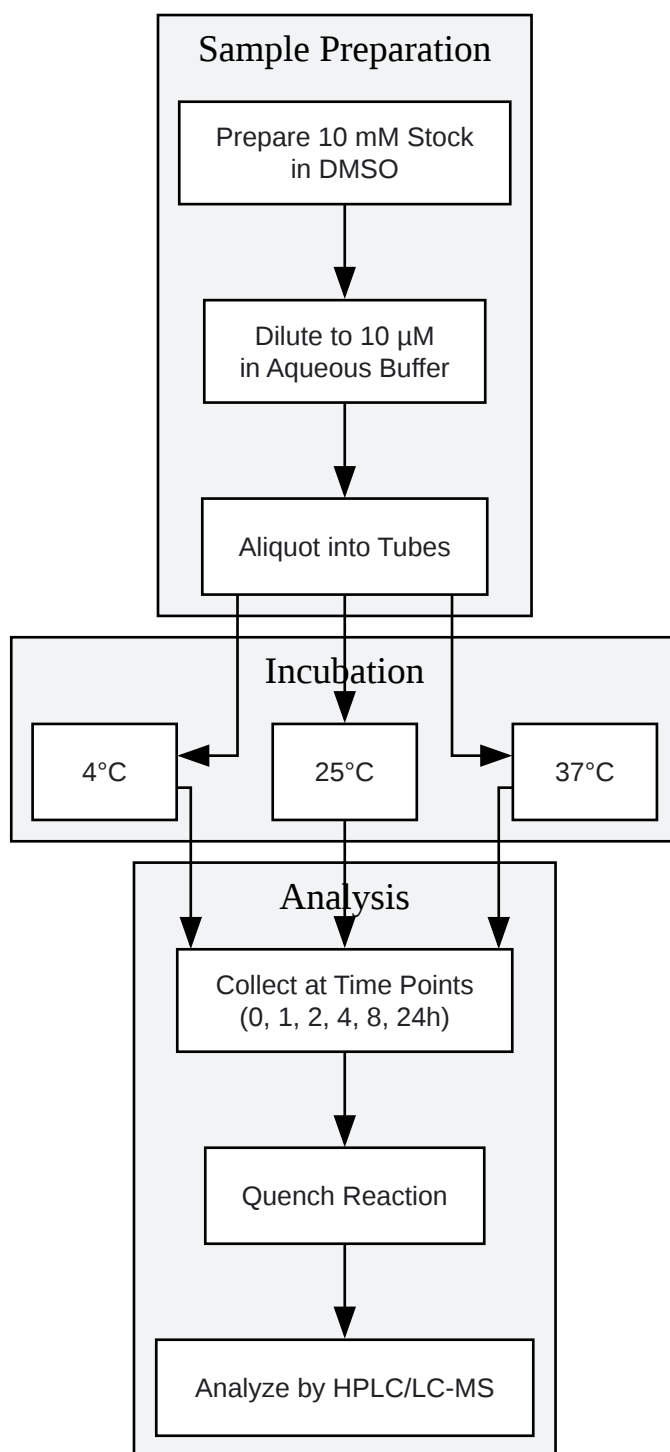 Sample Preparation
Prepare 10 mM Stock
in DMSO
Dilute to 10 µM
in Aqueous Buffer
Aliquot into Tubes
Incubation
4°C
25°C
37°C
Analysis
Collect at Time Points
(0, 1, 2, 4, 8, 24h)
Quench Reaction
Analyze by HPLC/LC-MS